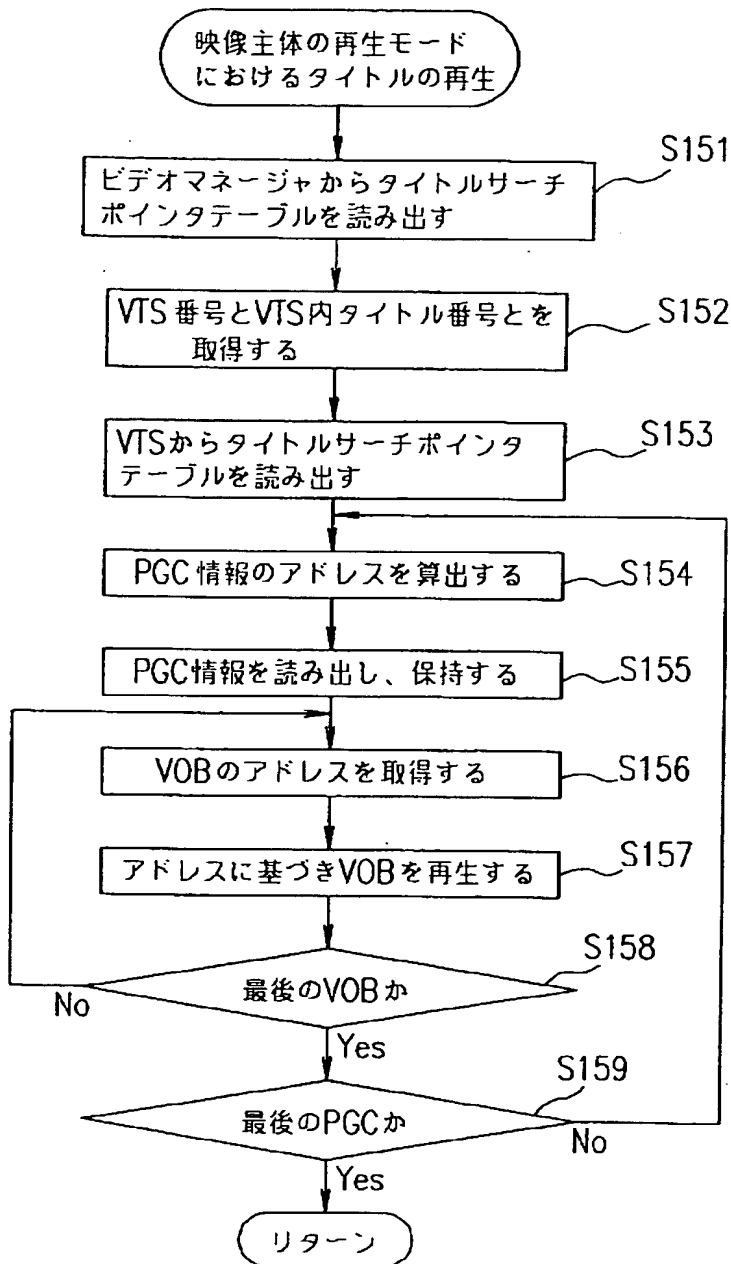 映像主体の再生モード
におけるタイトルの再生
S151
ビデオマネージャからタイトルサーチ
ポインタテーブルを読み出す
S152
VTS番号とVTS内タイトル番号とを
取得する
S153
VTSからタイトルサーチポインタ
テーブルを読み出す
PGC情報のアドレスを算出する
S154
PGC情報を読み出し、保持する
S155
VOBのアドレスを取得する
S156
アドレスに基づきVOBを再生する
S157
S158
最後のVOBか
No
Yes
S159
最後のPGCか
No
Yes
リターン